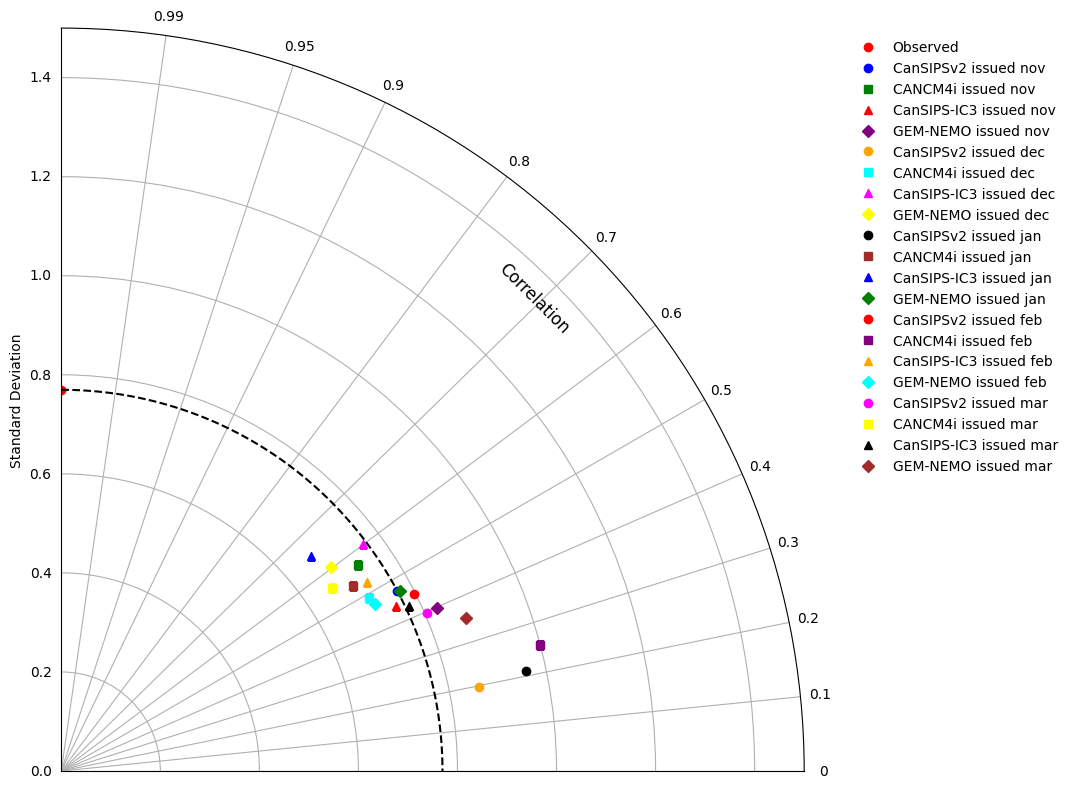 0.99
0.95
0.9
0.8
0.7
0.6
0.5
0.4
0.3
0.2
0.1
0
1.4
1.2
1.0
0.8
0.6
0.4
0.2
0.0
Standard Deviation
Correlation
Observed
CanSIPSv2 issued nov
CANCM4i issued nov
CanSIPS-IC3 issued nov
GEM-NEMO issued nov
CanSIPSv2 issued dec
CANCM4i issued dec
CanSIPS-IC3 issued dec
GEM-NEMO issued dec
CanSIPSv2 issued jan
CANCM4i issued jan
CanSIPS-IC3 issued jan
GEM-NEMO issued jan
CanSIPSv2 issued feb
CANCM4i issued feb
CanSIPS-IC3 issued feb
GEM-NEMO issued feb
CanSIPSv2 issued mar
CANCM4i issued mar
CanSIPS-IC3 issued mar
GEM-NEMO issued mar